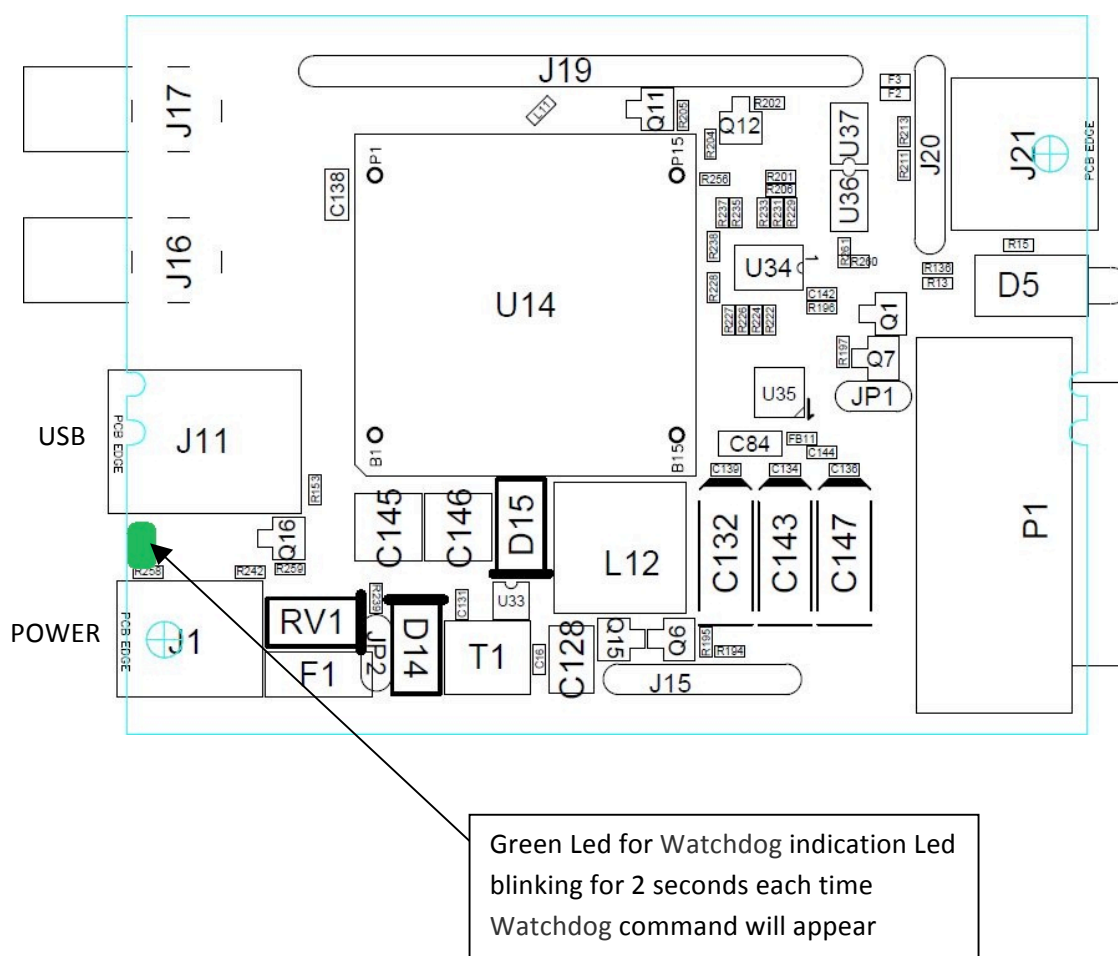 J19
J17
L11
Q11
R205
Q12
R202
R204
U37
F3
F2
R213
R211
J20
J21
PCB EDGE
P1
P15
C138
R256
R201
R206
U36
R237
R235
R233
R231
R229
J16
R238
U34
1
R261
R260
R15
R136
R13
D5
U14
R228
C142
R196
Q1
R227
R226
R224
R222
R197
Q7
U35
1
JP1
USB
PCB EDGE
J11
B1
B15
C84
FB11
C144
R153
C139
C134
C136
C145
C146
D15
L12
C132
C143
C147
P1
Q16
R258
R242
R259
R239
C131
U33
POWER
PCB EDGE
J1
RV1
JP2
D14
T1
C16
C128
Q15
Q9
R195
R194
F1
J15
Green Led for Watchdog indication Led
blinking for 2 seconds each time
Watchdog command will appear